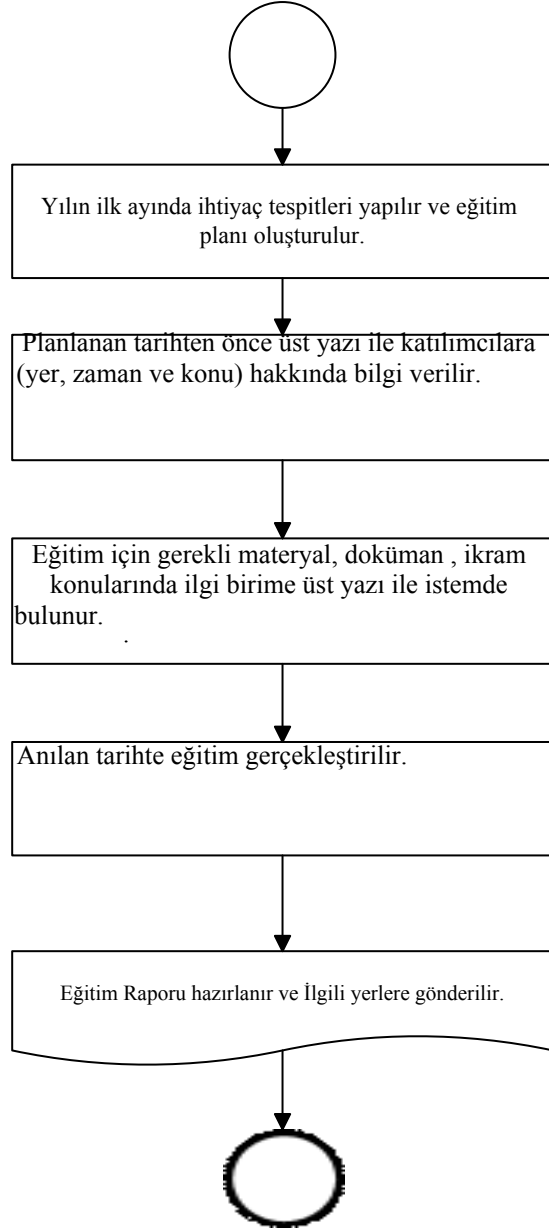 Yılın ilk ayında ihtiyaç tespitleri yapılır ve eğitim
planı oluşturulur.
Planlanan tarihten önce üst yazı ile katılımcılara
(yer, zaman ve konu) hakkında bilgi verilir.
Eğitim için gerekli materyal, doküman , ikram
konularında ilgi birime üst yazı ile istemde
bulunur.
.
Anılan tarihte eğitim gerçekleştirilir.
Eğitim Raporu hazırlanır ve İlgili yerlere gönderilir.